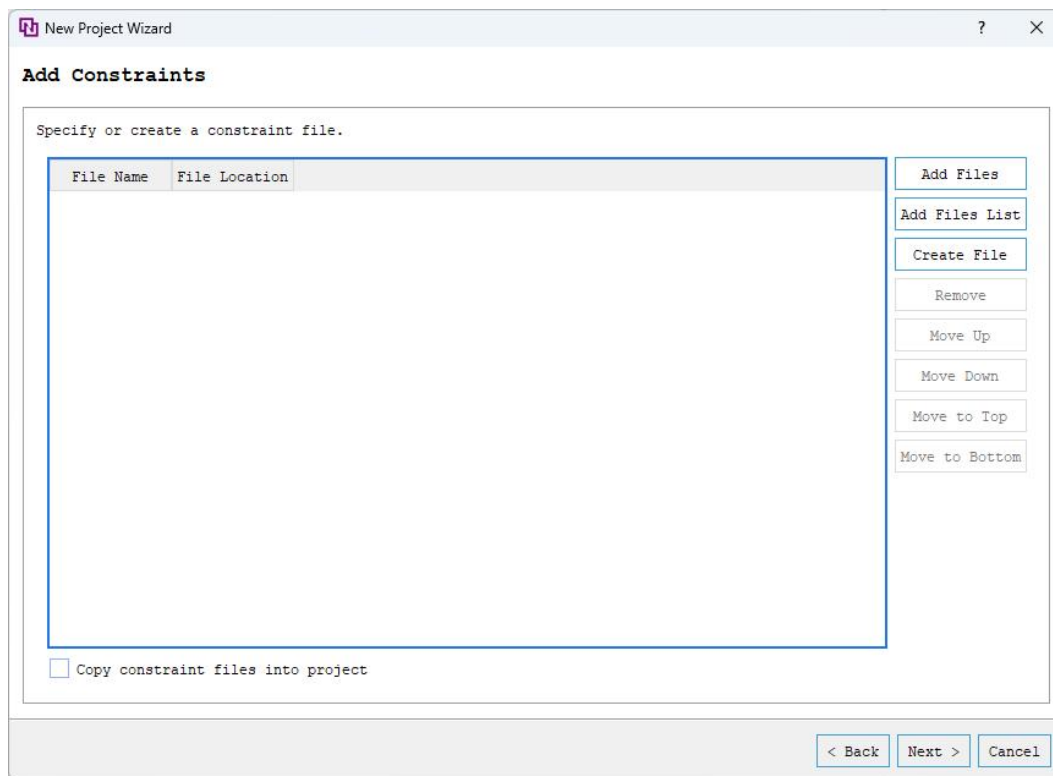 New Project Wizard
?
Add Constraints
Specify or create a constraint file.
File Name File Location
Add Files
Add Files List
Create File
Remove
Move Up
Move Down
Move to Top
Move to Bottom
Copy constraint files into project
< Back Next > Cancel